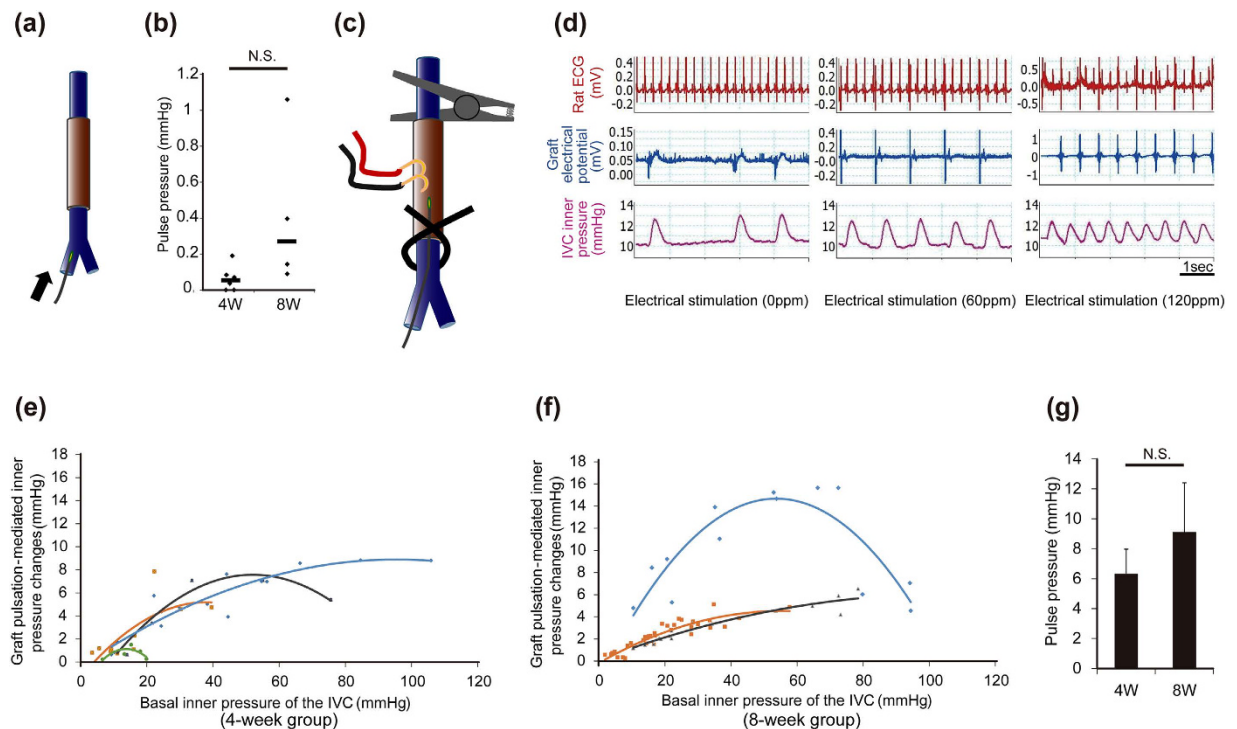 (a)
(b)
N.S.
Pulse pressure (mmHg)
1.2
1
0.8
0.6
0.4
0.2
0.
4W 8W
(c)
(d)
Rat ECG
(mV)
0.4
0.2
0.0
-0.2
0.4
0.2
0.0
-0.2
0.5
0.0
-0.5
Graft
electrical
potential
(mV)
0.15
0.10
0.05
0.00
0.4
0.2
-0.0
-0.2
1
0
-1
IVC inner
pressure
(mmHg)
14
12
10
14
12
10
14
12
10
1sec
Electrical stimulation (0ppm) Electrical stimulation (60ppm) Electrical stimulation (120ppm)
(e)
Graft pulsation-mediated inner
pressure changes (mmHg)
18
16
14
12
10
8
6
4
2
0
0 20 40 60 80 100 120
Basal inner pressure of the IVC (mmHg)
(4-week group)
(f)
Graft pulsation-mediated inner
pressure changes (mmHg)
18
16
14
12
10
8
6
4
2
0
0 20 40 60 80 100 120
Basal inner pressure of the IVC (mmHg)
(8-week group)
(g)
N.S.
Pulse pressure (mmHg)
14
12
10
8
6
4
2
0
4W 8W